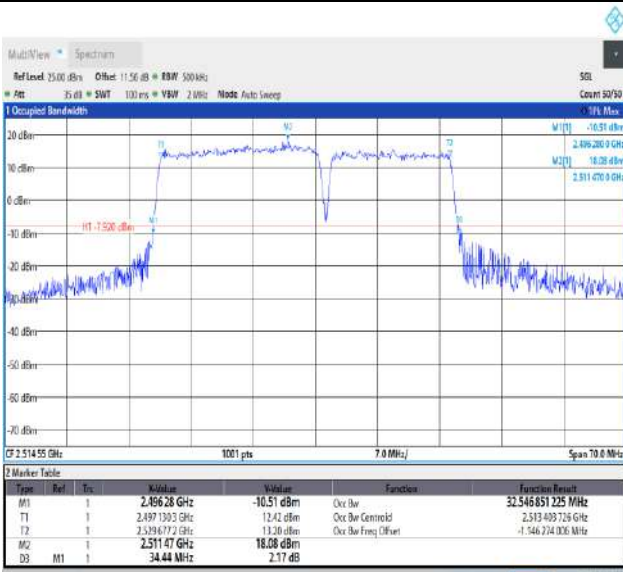 MultiView Spectrum
Ref Level 25.00 dBm Offset 11.56 dB RBW 500 kHz SGL
Att 35 dB SWT 100 ms VBW 2 MHz Mode Auto Sweep Count 50/50
1 Occupied Bandwidth 1Pk Max
M1[1] -10.51 dBm
2.496 280 0 GHz
M2[1] 18.08 dBm
2.511 470 0 GHz
20 dBm
10 dBm
0 dBm
-10 dBm
-20 dBm
-30 dBm
-40 dBm
-50 dBm
-60 dBm
-70 dBm
H1 -7.920 dBm
T1
M2
T2
M1
CF 2.514 55 GHz 1001 pts 7.0 MHz/ Span 70.0 MHz
2 Marker Table
Type Ref Trc X-Value Y-Value Function Function Result
M1 1 2.496 28 GHz -10.51 dBm Occ Bw 32.546 851 225 MHz
T1 1 2.497 130 3 GHz 12.42 dBm Occ Bw Centroid 2.513 403 726 GHz
T2 1 2.529 677 2 GHz 13.20 dBm Occ Bw Freq Offset -1.146 274 006 MHz
M2 1 2.511 47 GHz 18.08 dBm
D3 M1 1 34.44 MHz 2.17 dB